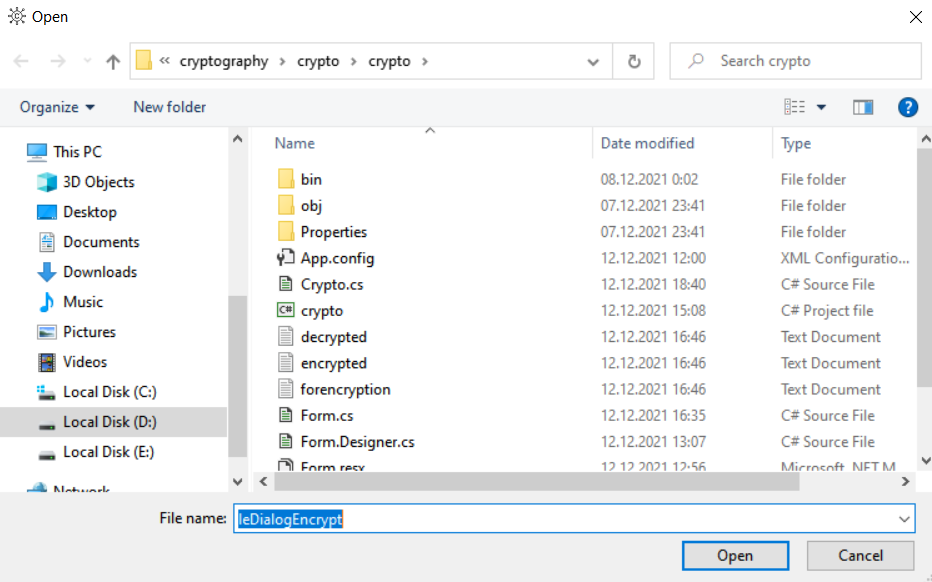 Open
« cryptography › crypto › crypto ›
Search crypto
Organize
New folder
?
Name Date modified Type
This PC
3D Objects
Desktop
Documents
Downloads
Music
Pictures
Videos
Local Disk (C:)
Local Disk (D:)
Local Disk (E:)
Network
bin 08.12.2021 0:02 File folder
obj 07.12.2021 23:41 File folder
Properties 07.12.2021 23:41 File folder
App.config 12.12.2021 12:00 XML Configuratio...
Crypto.cs 12.12.2021 18:40 C# Source File
C# crypto 12.12.2021 15:08 C# Project file
decrypted 12.12.2021 16:46 Text Document
encrypted 12.12.2021 16:46 Text Document
forencryption 12.12.2021 16:46 Text Document
Form.cs 12.12.2021 16:35 C# Source File
Form.Designer.cs 12.12.2021 13:07 C# Source File
Form.resx 12.12.2021 12:56 Microsoft .NET M
File name: leDialogEncrypt
Open
Cancel